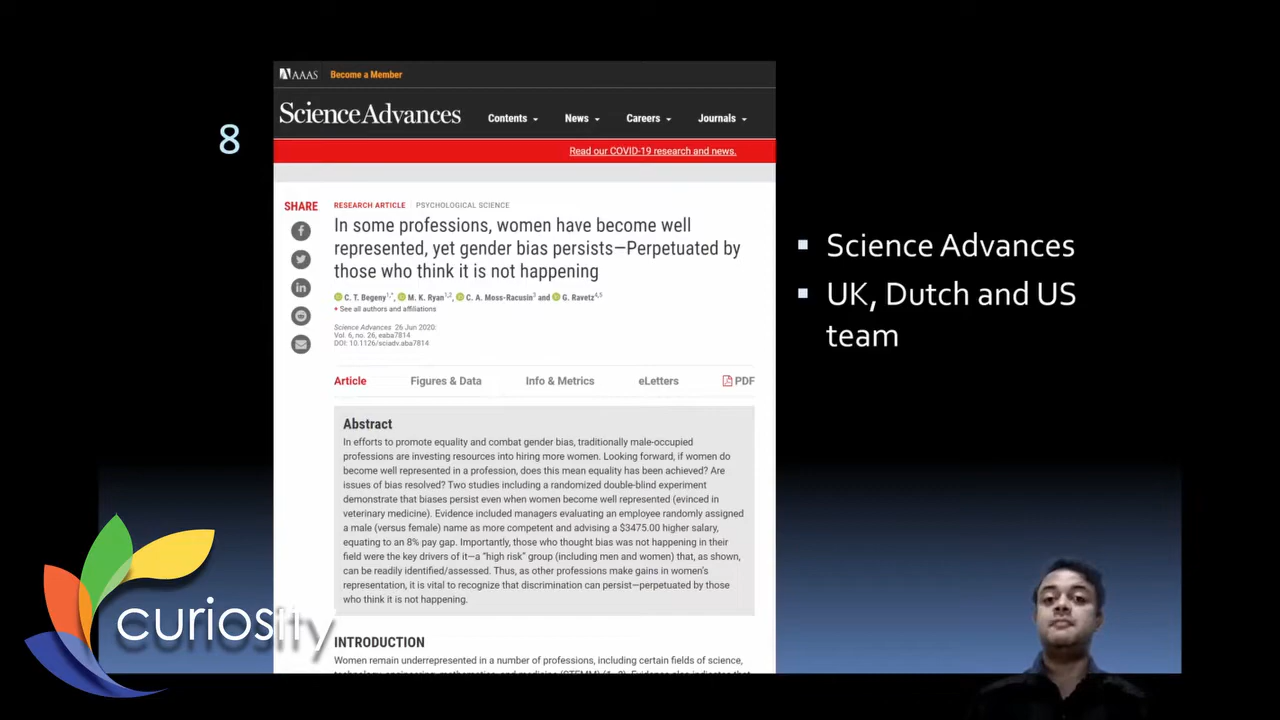 AAAS Become a Member
Science Advances Contents News Careers Journals
8
Read our COVID-19 research and news.
SHARE
RESEARCH ARTICLE PSYCHOLOGICAL SCIENCE
In some professions, women have become well
represented, yet gender bias persists—Perpetuated by
those who think it is not happening
C. T. Begeny1,*, M. K. Ryan1,2, C. A. Moss-Racusin3 and G. Ravetz4,5
+ See all authors and affiliations
Science Advances 26 Jun 2020:
Vol. 6, no. 26, eaba7814
DOI: 10.1126/sciadv.aba7814
Article Figures & Data Info & Metrics eLetters PDF
Abstract
In efforts to promote equality and combat gender bias, traditionally male-occupied
professions are investing resources into hiring more women. Looking forward, if women do
become well represented in a profession, does this mean equality has been achieved? Are
issues of bias resolved? Two studies including a randomized double-blind experiment
demonstrate that biases persist even when women become well represented (evinced in
veterinary medicine). Evidence included managers evaluating an employee randomly assigned
a male (versus female) name as more competent and advising a $3475.00 higher salary,
equating to an 8% pay gap. Importantly, those who thought bias was not happening in their
field were the key drivers of it—a “high risk” group (including men and women) that, as shown,
can be readily identified/assessed. Thus, as other professions make gains in women’s
representation, it is vital to recognize that discrimination can persist—perpetuated by those
who think it is not happening.
INTRODUCTION
Women remain underrepresented in a number of professions, including certain fields of science,
▪ Science Advances
▪ UK, Dutch and US
team
curiosity